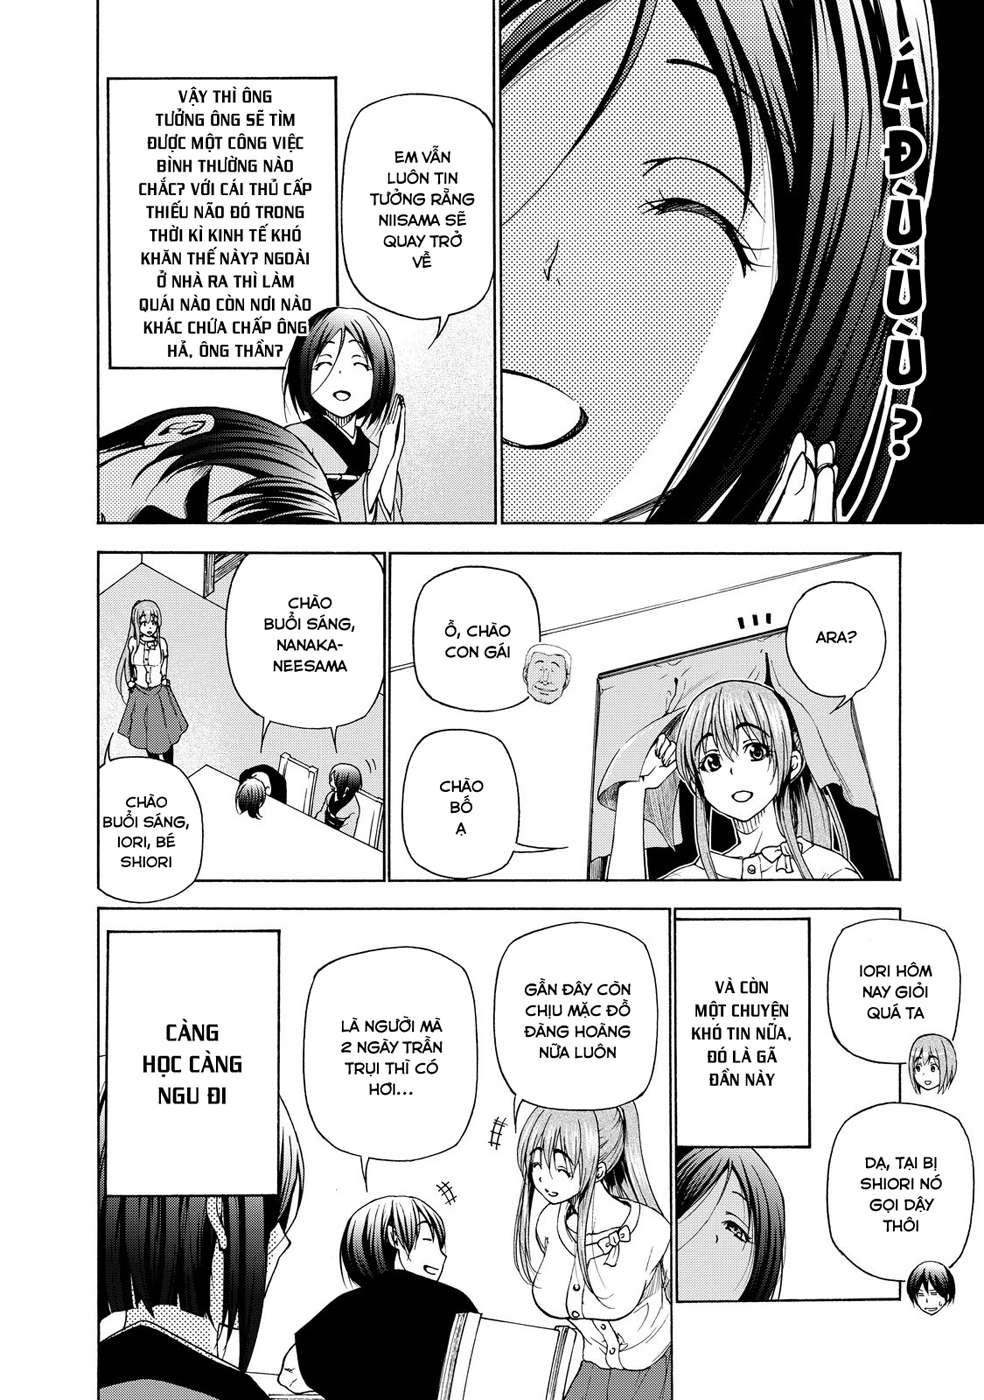 Á ĐÙ Ù Ù Ù?
EM VẪN
LUÔN TIN
TƯỞNG RẰNG
NIISAMA SẼ
QUAY TRỞ
VỀ
VẬY THÌ ÔNG
TƯỞNG ÔNG SẼ TÌM
ĐƯỢC MỘT CÔNG VIỆC
BÌNH THƯỜNG NÀO
CHẮC? VỚI CÁI THỦ CẤP
THIẾU NÃO ĐÓ TRONG
THỜI KÌ KINH TẾ KHÓ
KHĂN THẾ NÀY? NGOÀI
Ở NHÀ RA THÌ LÀM
QUÁI NÀO CÒN NƠI NÀO
KHÁC CHỨA CHẤP ÔNG
HẢ, ÔNG THẦN?
ARA?
Ồ, CHÀO
CON GÁI
CHÀO
BỐ
Ạ
CHÀO
BUỔI SÁNG,
NANAKA-
NEESAMA
CHÀO
BUỔI SÁNG,
IORI, BÉ
SHIORI
IORI HÔM
NAY GIỎI
QUÁ TA
DẠ, TẠI BỊ
SHIORI NÓ
GỌI DẬY
THÔI
VÀ CÒN
MỘT CHUYỆN
KHÓ TIN NỮA,
ĐÓ LÀ GÃ
ĐẦN NÀY
GẦN ĐÂY CÒN
CHỊU MẶC ĐỒ
ĐÀNG HOÀNG
NỮA LUÔN
LÀ NGƯỜI MÀ
2 NGÀY TRẦN
TRỤI THÌ CÓ
HƠI...
CÀNG
HỌC CÀNG
NGU ĐI